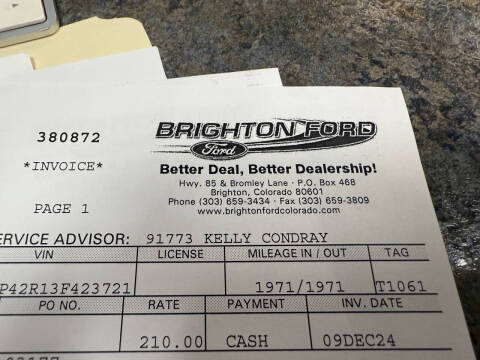 380872
BRIGHTON FORD
Ford
*INVOICE*
Better Deal, Better Dealership!
Hwy. 85 & Bromley Lane · P.O. Box 468
Brighton, Colorado 80601
PAGE 1
Phone (303) 659-3434 · Fax (303) 659-3809
www.brightonfordcolorado.com
ERVICE ADVISOR: 91773 KELLY CONDRAY
VIN LICENSE MILEAGE IN / OUT TAG
P42R13F423721 1971/1971 T1061
PO NO. RATE PAYMENT INV. DATE
210.00 CASH 09DEC24